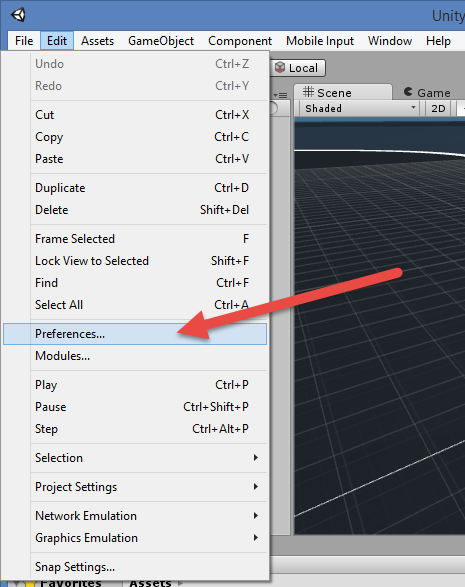 Unity
File Edit Assets GameObject Component Mobile Input Window Help
Local
Scene Game
Shaded 2D
Undo Ctrl+Z
Redo Ctrl+Y
Cut Ctrl+X
Copy Ctrl+C
Paste Ctrl+V
Duplicate Ctrl+D
Delete Shift+Del
Frame Selected F
Lock View to Selected Shift+F
Find Ctrl+F
Select All Ctrl+A
Preferences...
Modules...
Play Ctrl+P
Pause Ctrl+Shift+P
Step Ctrl+Alt+P
Selection
Project Settings
Network Emulation
Graphics Emulation
Snap Settings...
Favorites Assets